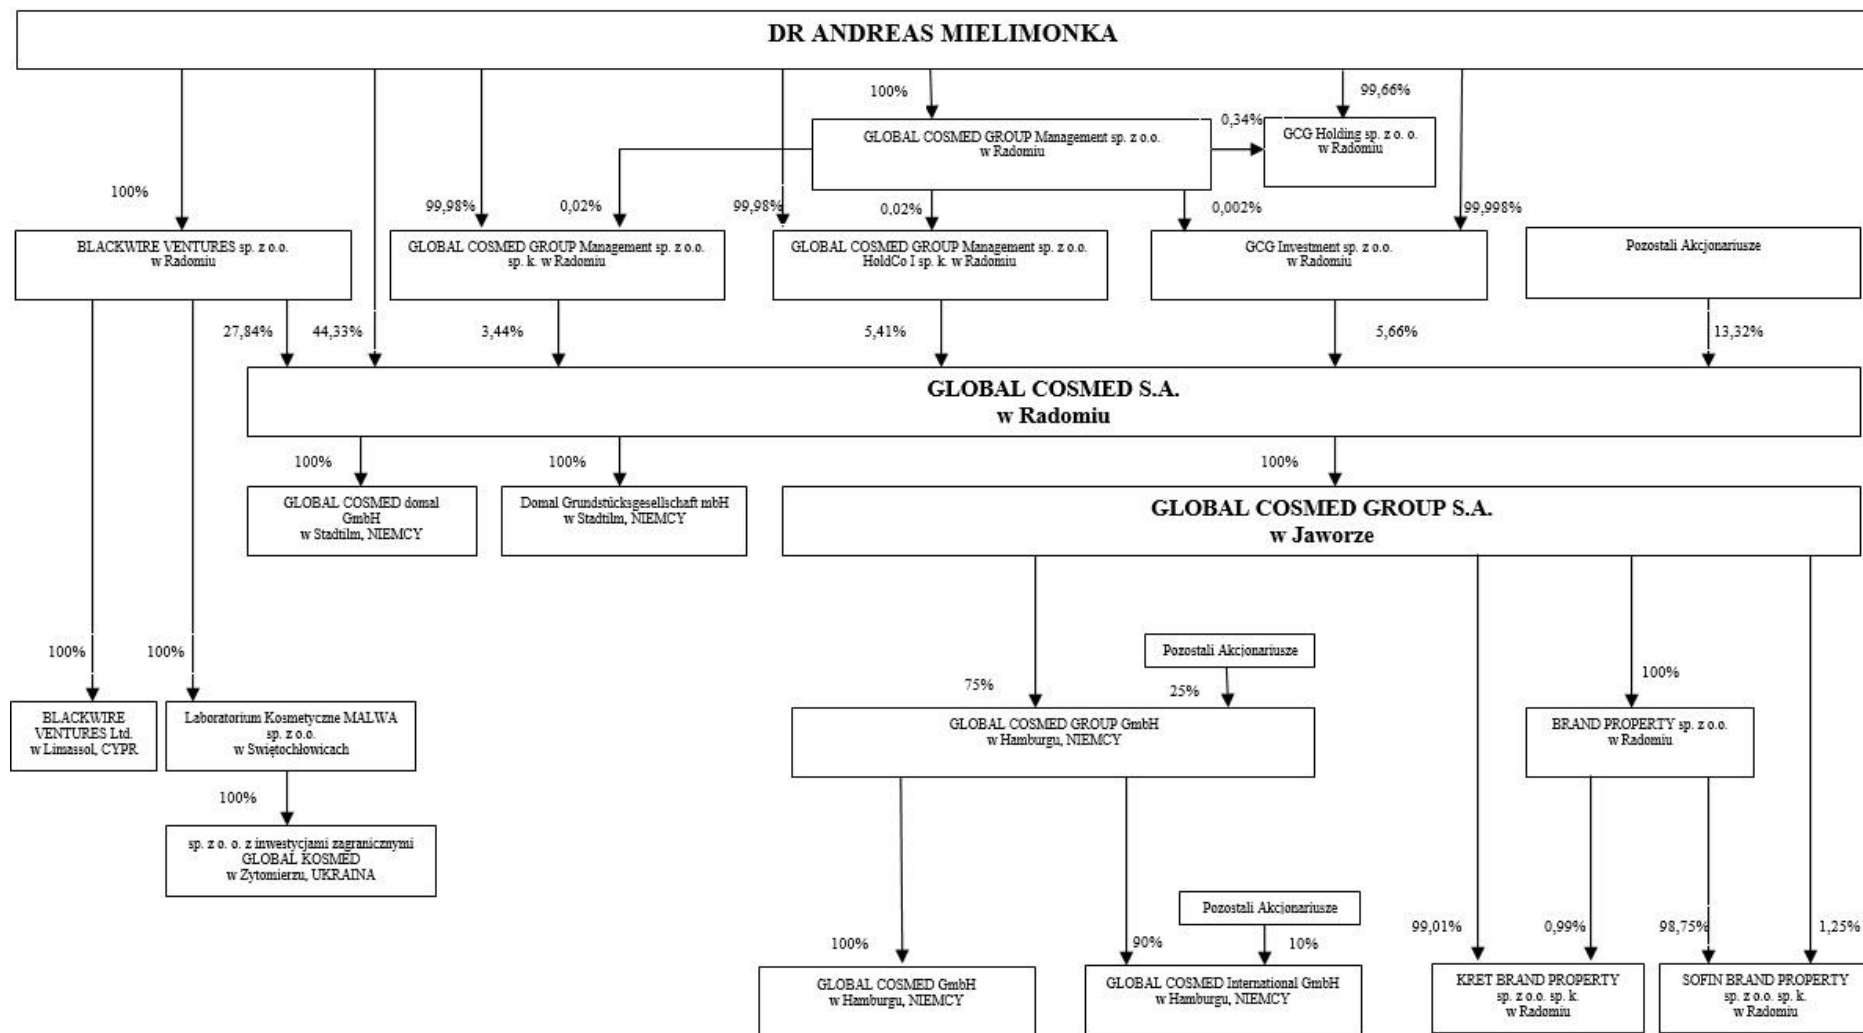 DR ANDREAS MIELIMONKA
100%
99,66%
GLOBAL COSMED GROUP Management sp. z o.o.
w Radomiu
0,34%
GCG Holding sp. z o. o.
w Radomiu
100%
99,98%
0,02%
99,98%
0,02%
0,002%
99,998%
BLACKWIRE VENTURES sp. z o.o.
w Radomiu
GLOBAL COSMED GROUP Management sp. z o.o.
sp. k. w Radomiu
GLOBAL COSMED GROUP Management sp. z o.o.
HoldCo I sp. k. w Radomiu
GCG Investment sp. z o.o.
w Radomiu
Pozostali Akcjonariusze
27,84%
44,33%
3,44%
5,41%
5,66%
13,32%
GLOBAL COSMED S.A.
w Radomiu
100%
100%
100%
GLOBAL COSMED domal
GmbH
w Stadtilm, NIEMCY
Domal Grundstücksgesellschaft mbH
w Stadtilm, NIEMCY
GLOBAL COSMED GROUP S.A.
w Jaworze
100%
100%
75%
Pozostali Akcjonariusze
25%
100%
BLACKWIRE
VENTURES Ltd.
w Limassol, CYPR
Laboratorium Kosmetyczne MALWA
sp. z o.o.
w Swiętochłowicach
GLOBAL COSMED GROUP GmbH
w Hamburgu, NIEMCY
BRAND PROPERTY sp. z o.o.
w Radomiu
100%
sp. z o. o. z inwestycjami zagranicznymi
GLOBAL KOSMED
w Zytomierzu, UKRAINA
Pozostali Akcjonariusze
100%
90%
10%
99,01%
0,99%
98,75%
1,25%
GLOBAL COSMED GmbH
w Hamburgu, NIEMCY
GLOBAL COSMED International GmbH
w Hamburgu, NIEMCY
KRET BRAND PROPERTY
sp. z o.o. sp. k.
w Radomiu
SOFIN BRAND PROPERTY
sp. z o.o. sp. k.
w Radomiu